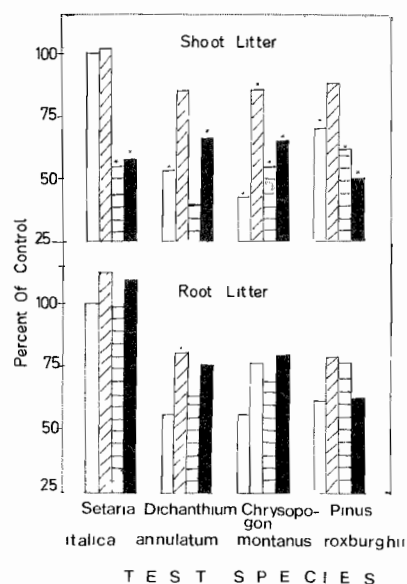 Shoot Litter
100
75
50
25
Percent Of Control
Root Litter
100
75
50
25
Setaria Dichanthium Chrysopo- Pinus
gon
italica annulatum montanus roxburghii
TEST SPECIES